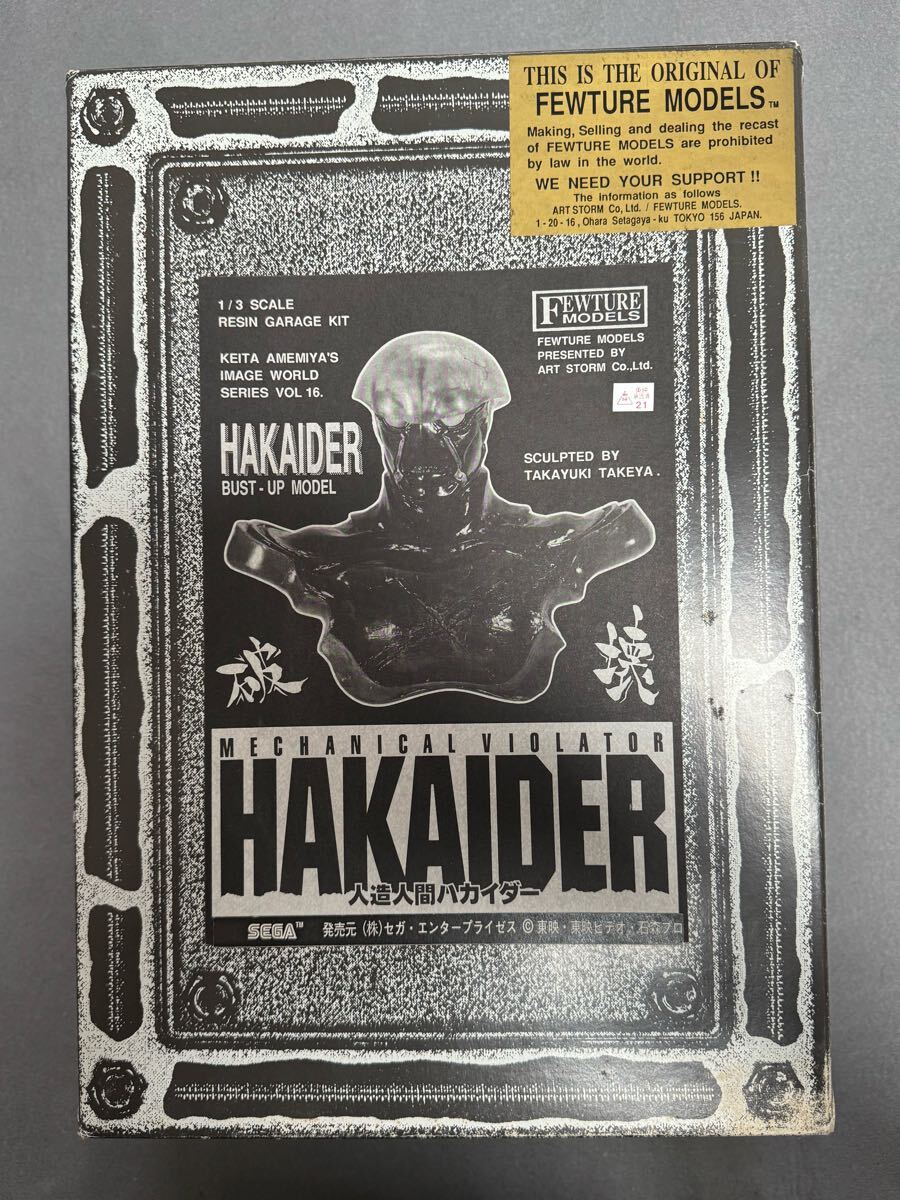 THIS IS THE ORIGINAL OF
FEWTURE MODELS™
Making, Selling and dealing the recast
of FEWTURE MODELS are prohibited
by law in the world.
WE NEED YOUR SUPPORT !!
The information as follows
ART STORM Co, Ltd. / FEWTURE MODELS.
1-20-16, Ohara Setagaya-ku TOKYO 156 JAPAN.
1/3 SCALE
RESIN GARAGE KIT
KEITA AMEMIYA'S
IMAGE WORLD
SERIES VOL 16.
HAKAIDER
BUST-UP MODEL
FEWTURE
MODELS
FEWTURE MODELS
PRESENTED BY
ART STORM Co.,Ltd.
21
SCULPTED BY
TAKAYUKI TAKEYA.
破
壊
MECHANICAL VIOLATOR
HAKAIDER
人造人間ハカイダー
SEGA™ 発売元 (株)セガ・エンタープライゼス ©東映・東映ビデオ・石森プロ